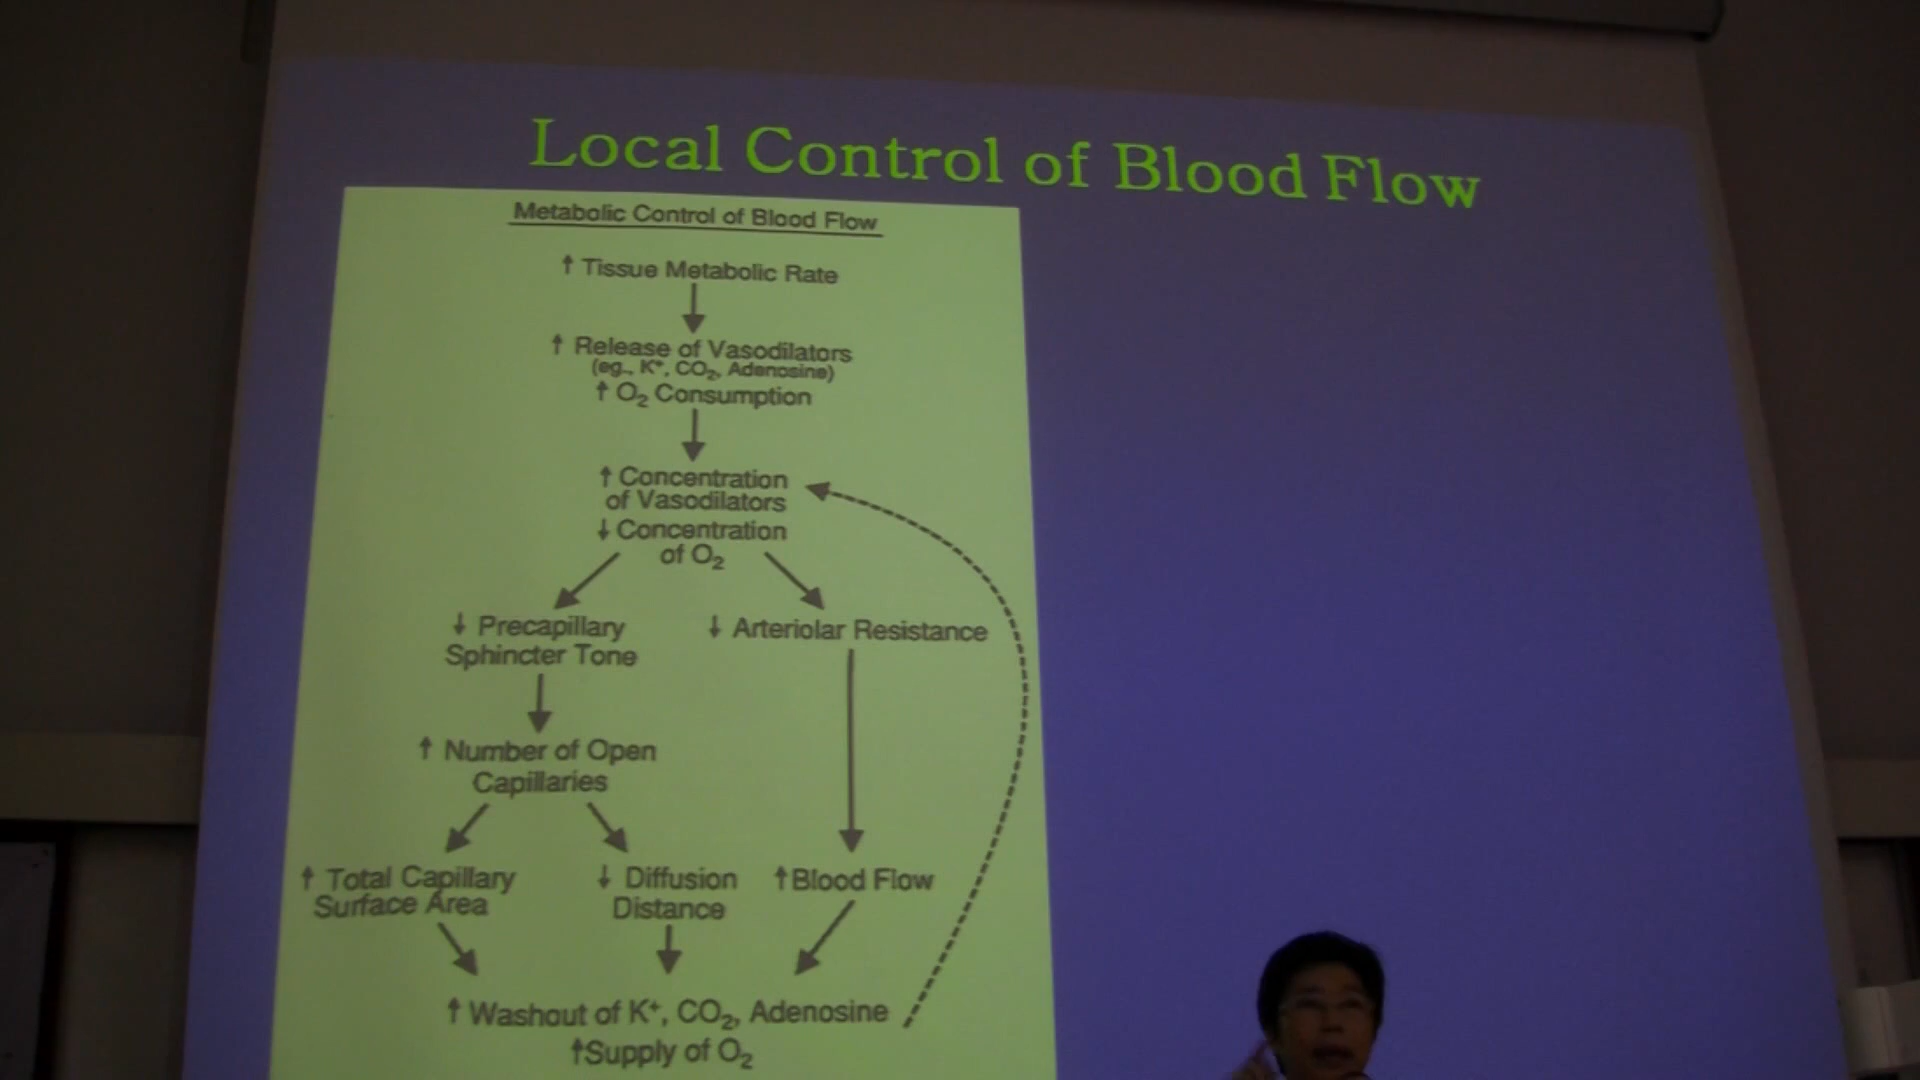 Local Control of Blood Flow
Metabolic Control of Blood Flow
↑ Tissue Metabolic Rate
↑ Release of Vasodilators
(eg., K⁺, CO₂, Adenosine)
↑ O₂ Consumption
↑ Concentration
of Vasodilators
↓ Concentration
of O₂
↓ Precapillary
Sphincter Tone
↓ Arteriolar Resistance
↑ Number of Open
Capillaries
↑ Total Capillary
Surface Area
↓ Diffusion
Distance
↑ Blood Flow
↑ Washout of K⁺, CO₂, Adenosine
↑ Supply of O₂